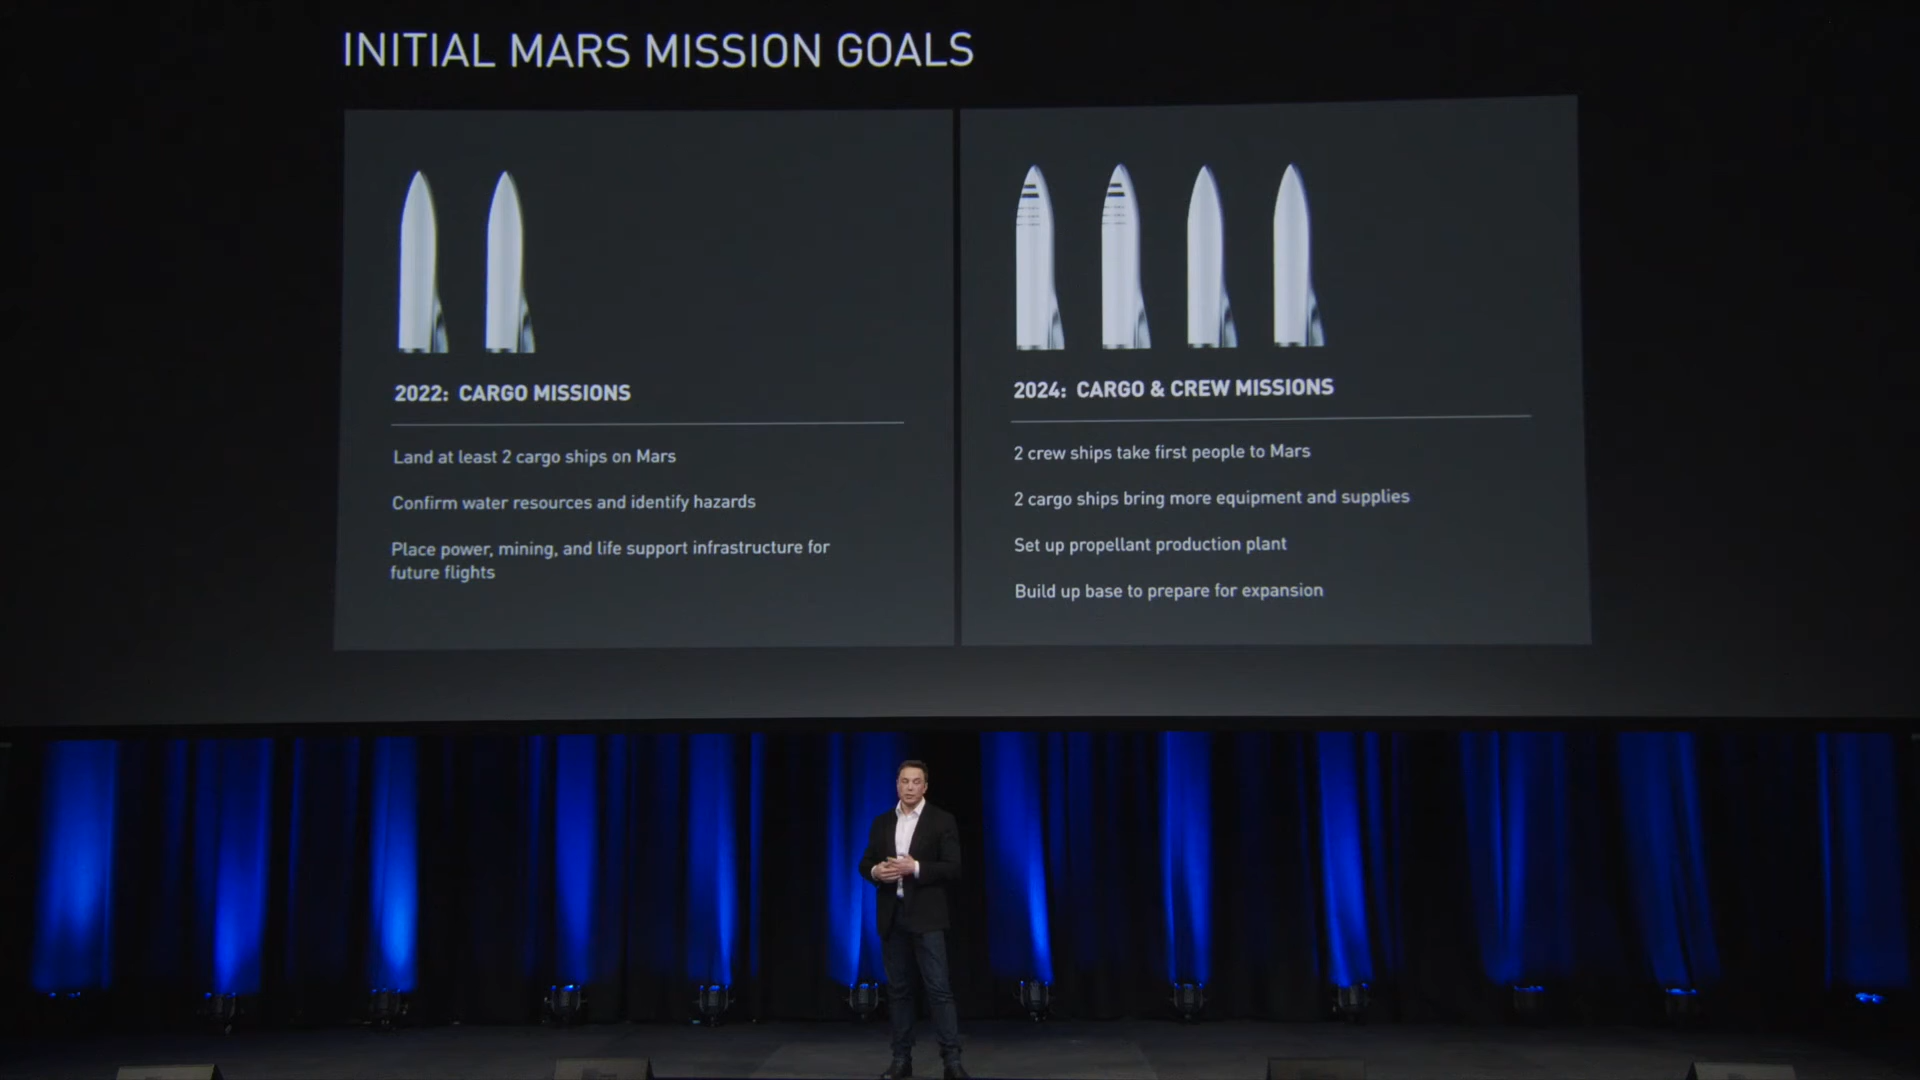 INITIAL MARS MISSION GOALS
2022: CARGO MISSIONS
Land at least 2 cargo ships on Mars
Confirm water resources and identify hazards
Place power, mining, and life support infrastructure for
future flights
2024: CARGO & CREW MISSIONS
2 crew ships take first people to Mars
2 cargo ships bring more equipment and supplies
Set up propellant production plant
Build up base to prepare for expansion